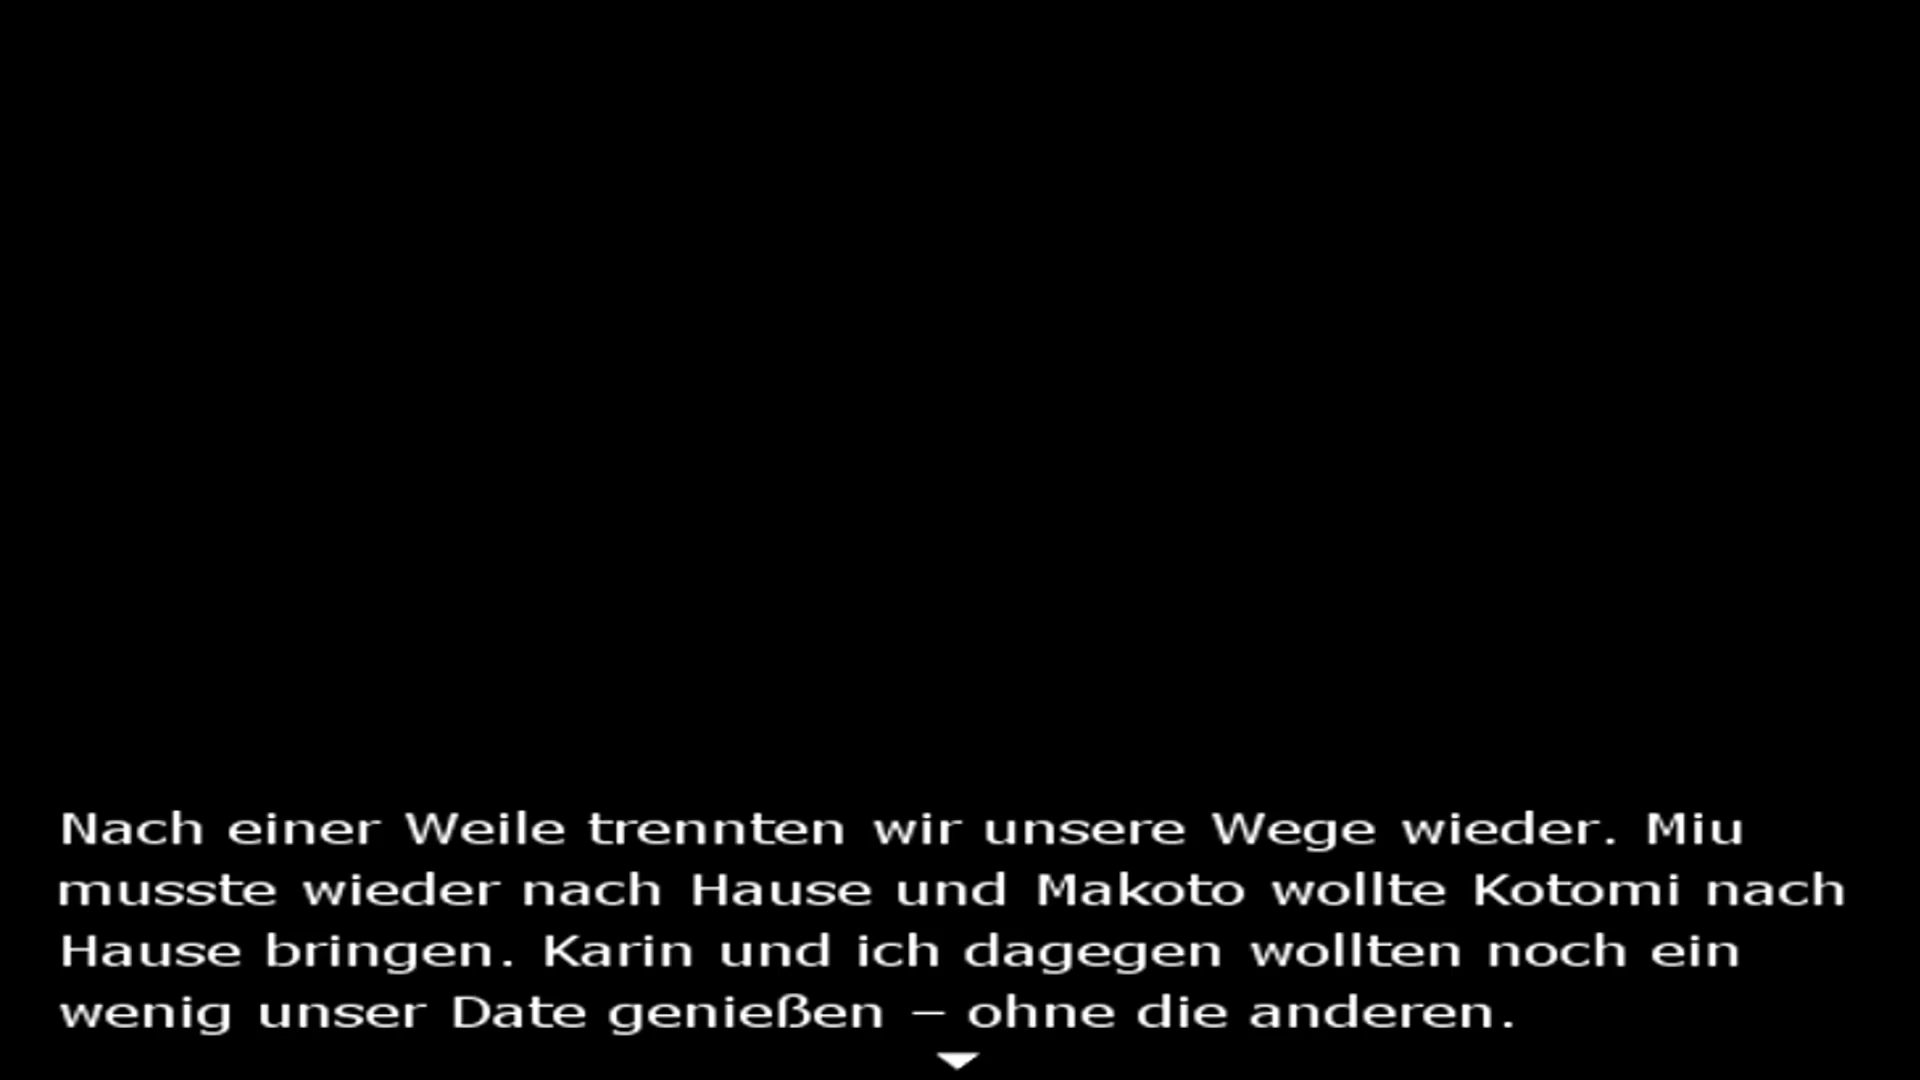 Nach einer Weile trennten wir unsere Wege wieder. Miu
musste wieder nach Hause und Makoto wollte Kotomi nach
Hause bringen. Karin und ich dagegen wollten noch ein
wenig unser Date genießen – ohne die anderen.